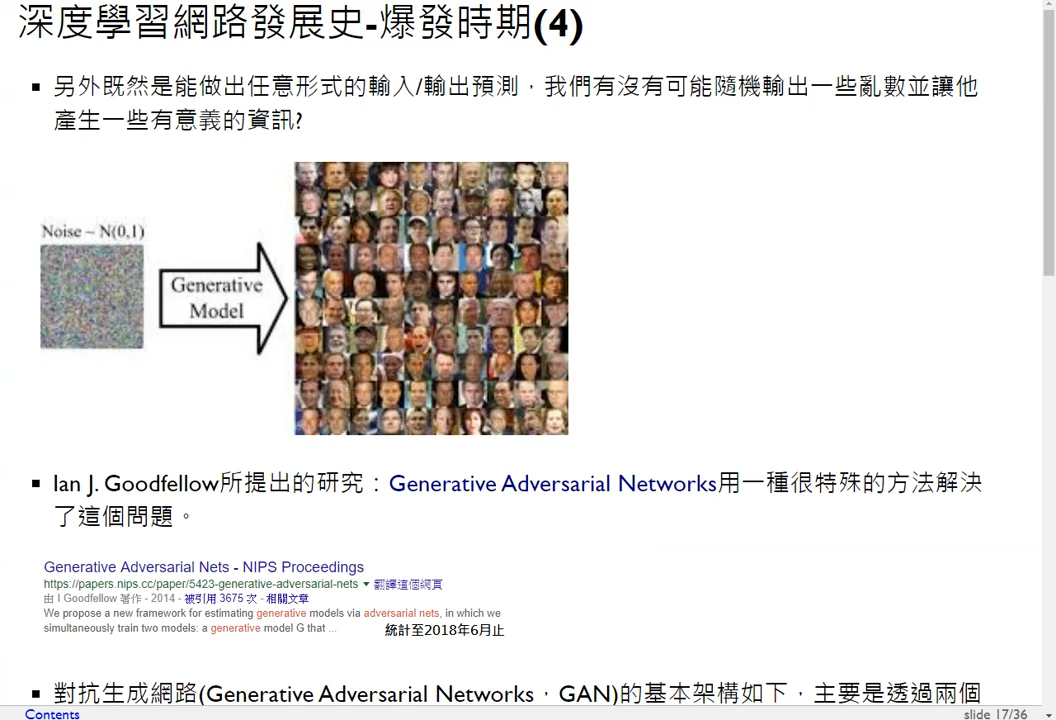 深度學習網路發展史-爆發時期(4)
另外既然是能做出任意形式的輸入/輸出預測，我們有沒有可能隨機輸出一些亂數並讓他
產生一些有意義的資訊?
Noise ~ N(0,1)
Generative
Model
Ian J. Goodfellow所提出的研究：Generative Adversarial Networks用一種很特殊的方法解決
了這個問題。
Generative Adversarial Nets - NIPS Proceedings
https://papers.nips.cc/paper/5423-generative-adversarial-nets ▼ 翻譯這個網頁
由 I Goodfellow 著作 - 2014 - 被引用 3675 次 - 相關文章
We propose a new framework for estimating generative models via adversarial nets, in which we
simultaneously train two models: a generative model G that ...
統計至2018年6月止
對抗生成網路(Generative Adversarial Networks，GAN)的基本架構如下，主要是透過兩個
Contents
slide 17/36